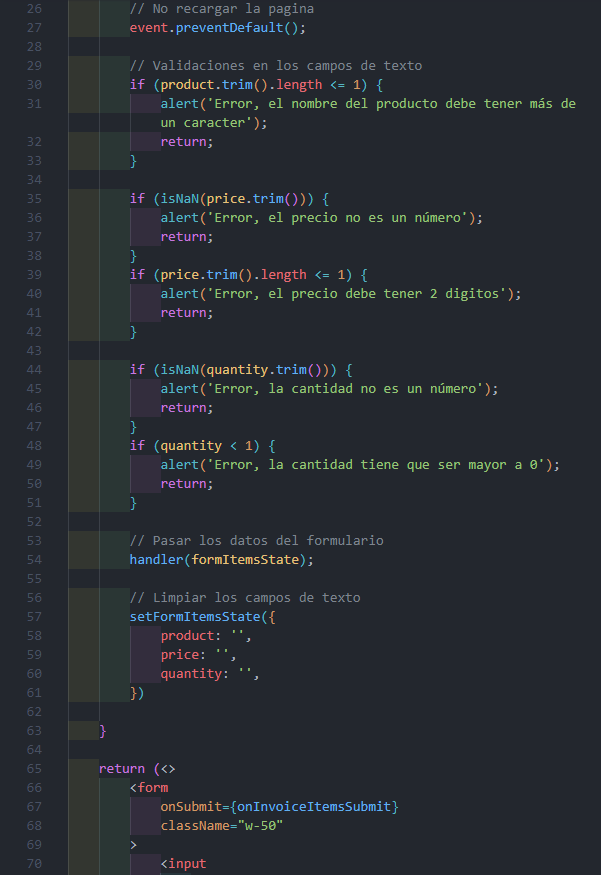 26 // No recargar la pagina
27 event.preventDefault();
28
29 // Validaciones en los campos de texto
30 if (product.trim().length <= 1) {
31 alert('Error, el nombre del producto debe tener más de
un caracter');
32 return;
33 }
34
35 if (isNaN(price.trim())) {
36 alert('Error, el precio no es un número');
37 return;
38 }
39 if (price.trim().length <= 1) {
40 alert('Error, el precio debe tener 2 digitos');
41 return;
42 }
43
44 if (isNaN(quantity.trim())) {
45 alert('Error, la cantidad no es un número');
46 return;
47 }
48 if (quantity < 1) {
49 alert('Error, la cantidad tiene que ser mayor a 0');
50 return;
51 }
52
53 // Pasar los datos del formulario
54 handler(formItemsState);
55
56 // Limpiar los campos de texto
57 setFormItemsState({
58 product: '',
59 price: '',
60 quantity: '',
61 })
62
63 }
64
65 return (<>
66 <form
67 onSubmit={onInvoiceItemsSubmit}
68 className="w-50"
69 >
70 <input